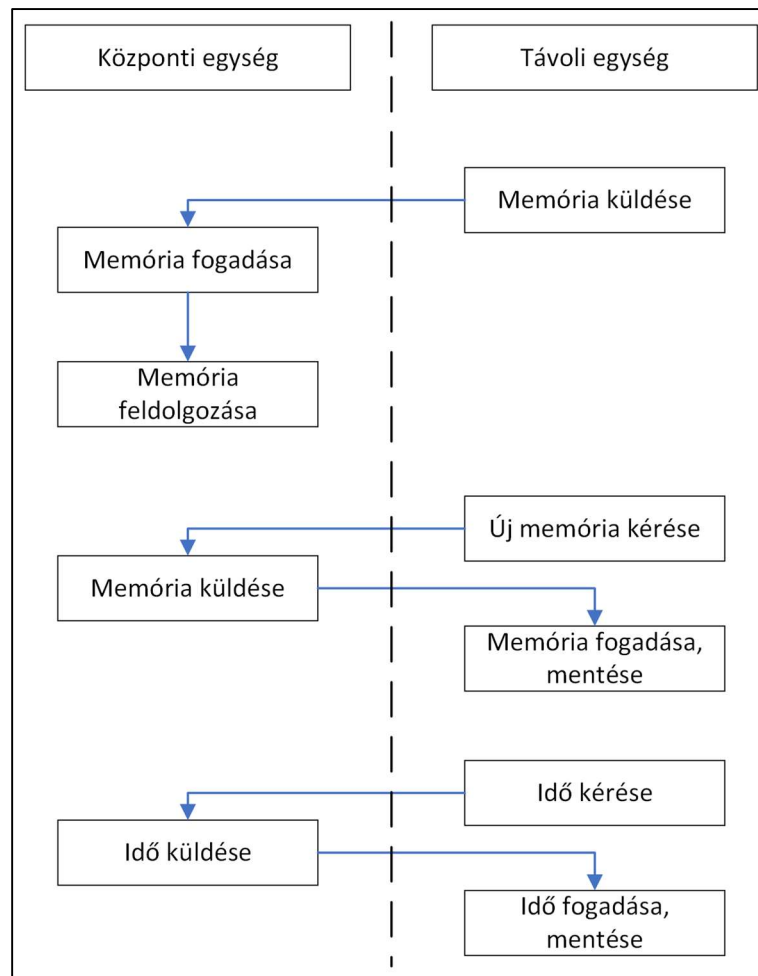 Központi egység
Távoli egység
Memória küldése
Memória fogadása
Memória
feldolgozása
Új memória kérése
Memória küldése
Memória fogadása,
mentése
Idő kérése
Idő küldése
Idő fogadása,
mentése